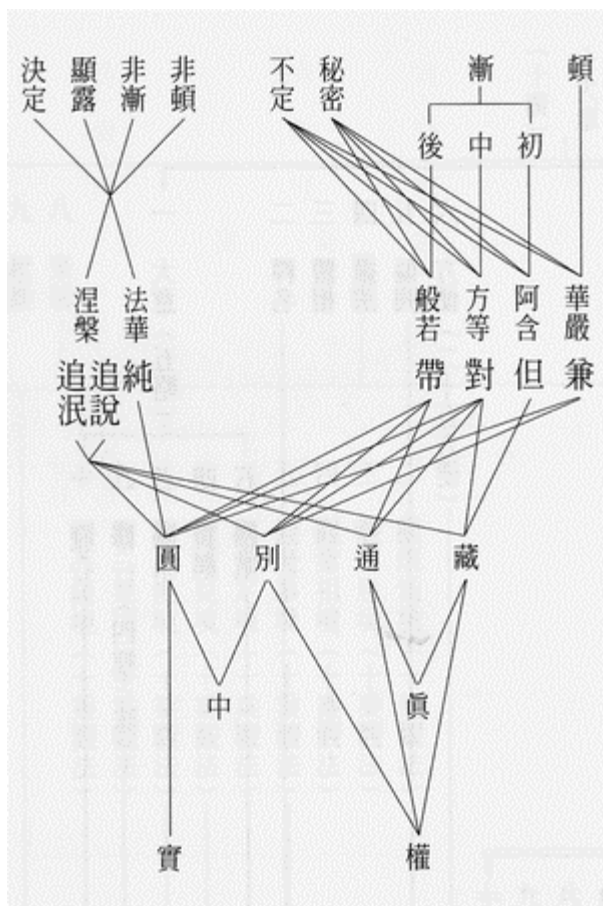 頓
漸
秘密
不定
非頓
非漸
顯露
決定
初
中
後
華嚴
阿含
方等
般若
法華
涅槃
兼
但
對
帶
純
追說
追泯
藏
通
別
圓
眞
中
權
實